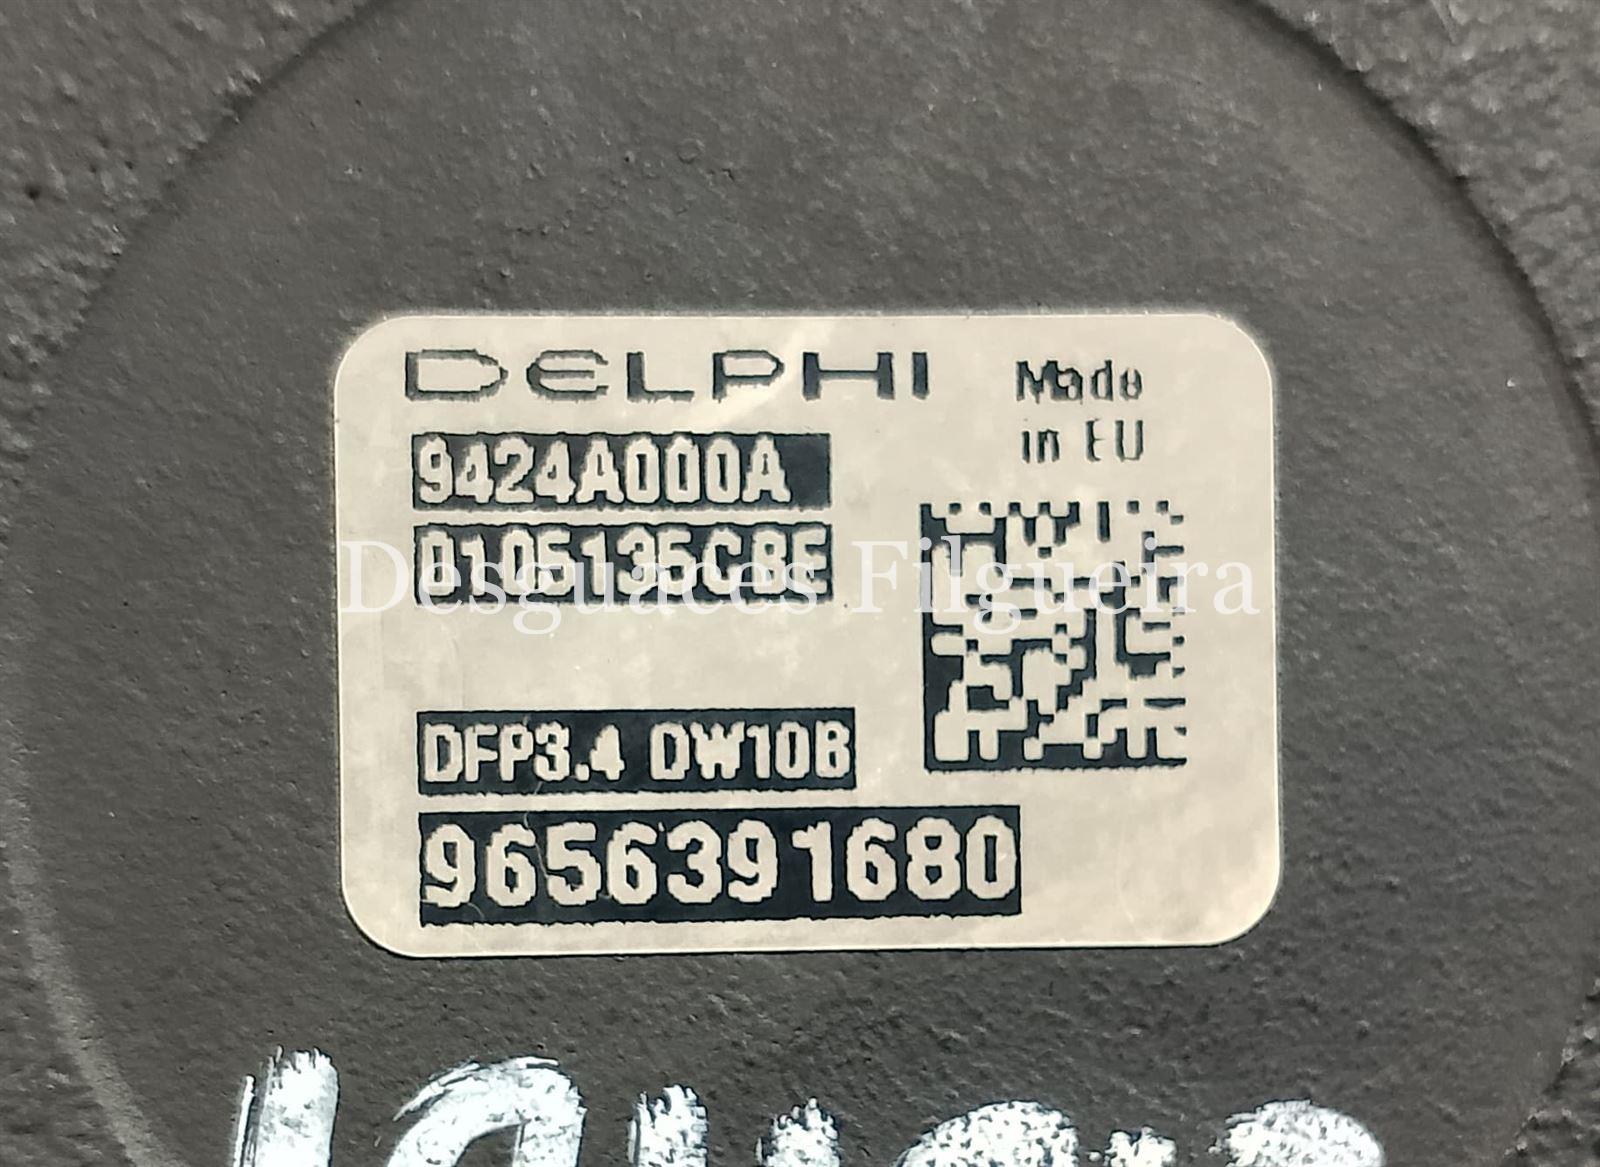 DELPHI
Made
in EU
9424A000A
0105135CBE
Desguaces Filgueira
DFP3.4 DW10B
9656391680